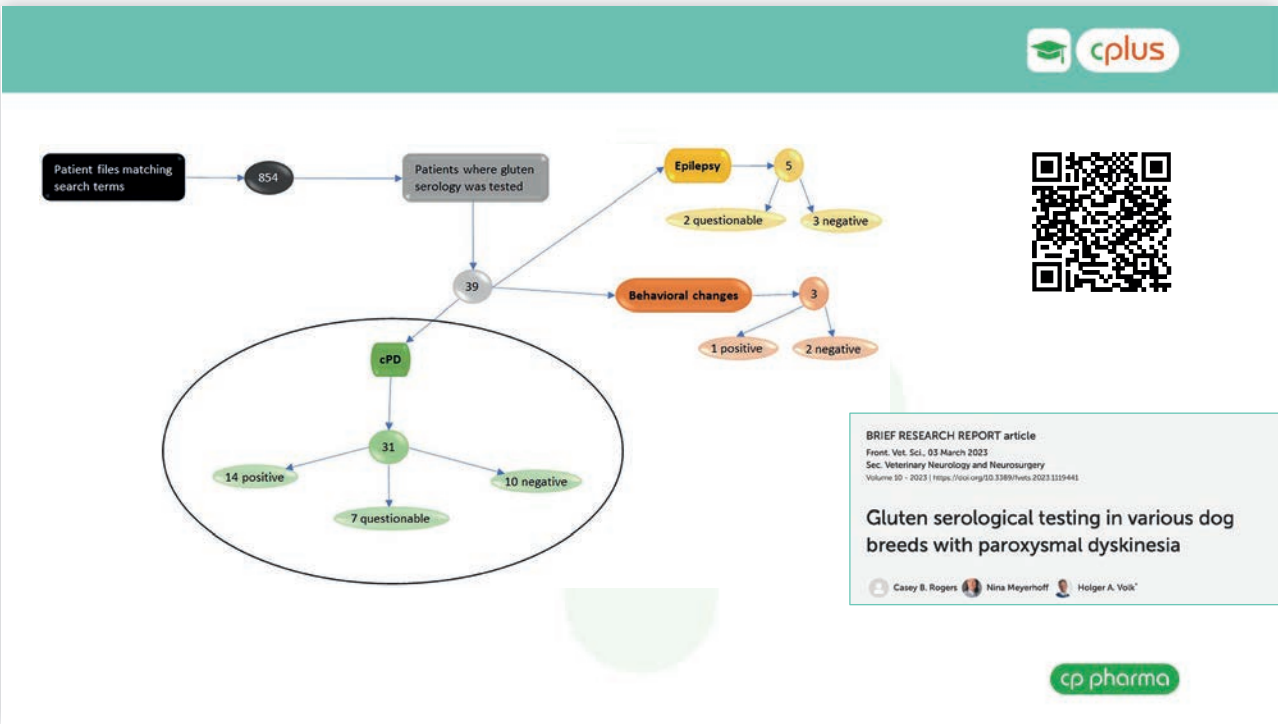 cplus
Patient files matching
search terms
854
Patients where gluten
serology was tested
39
Epilepsy
5
2 questionable
3 negative
Behavioral changes
3
1 positive
2 negative
cPD
31
14 positive
7 questionable
10 negative
BRIEF RESEARCH REPORT article
Front. Vet. Sci., 03 March 2023
Sec. Veterinary Neurology and Neurosurgery
Volume 10 - 2023 | https://doi.org/10.3389/fvets.2023.1119441
Gluten serological testing in various dog
breeds with paroxysmal dyskinesia
Casey B. Rogers Nina Meyerhoff Holger A. Volk*
cp pharma